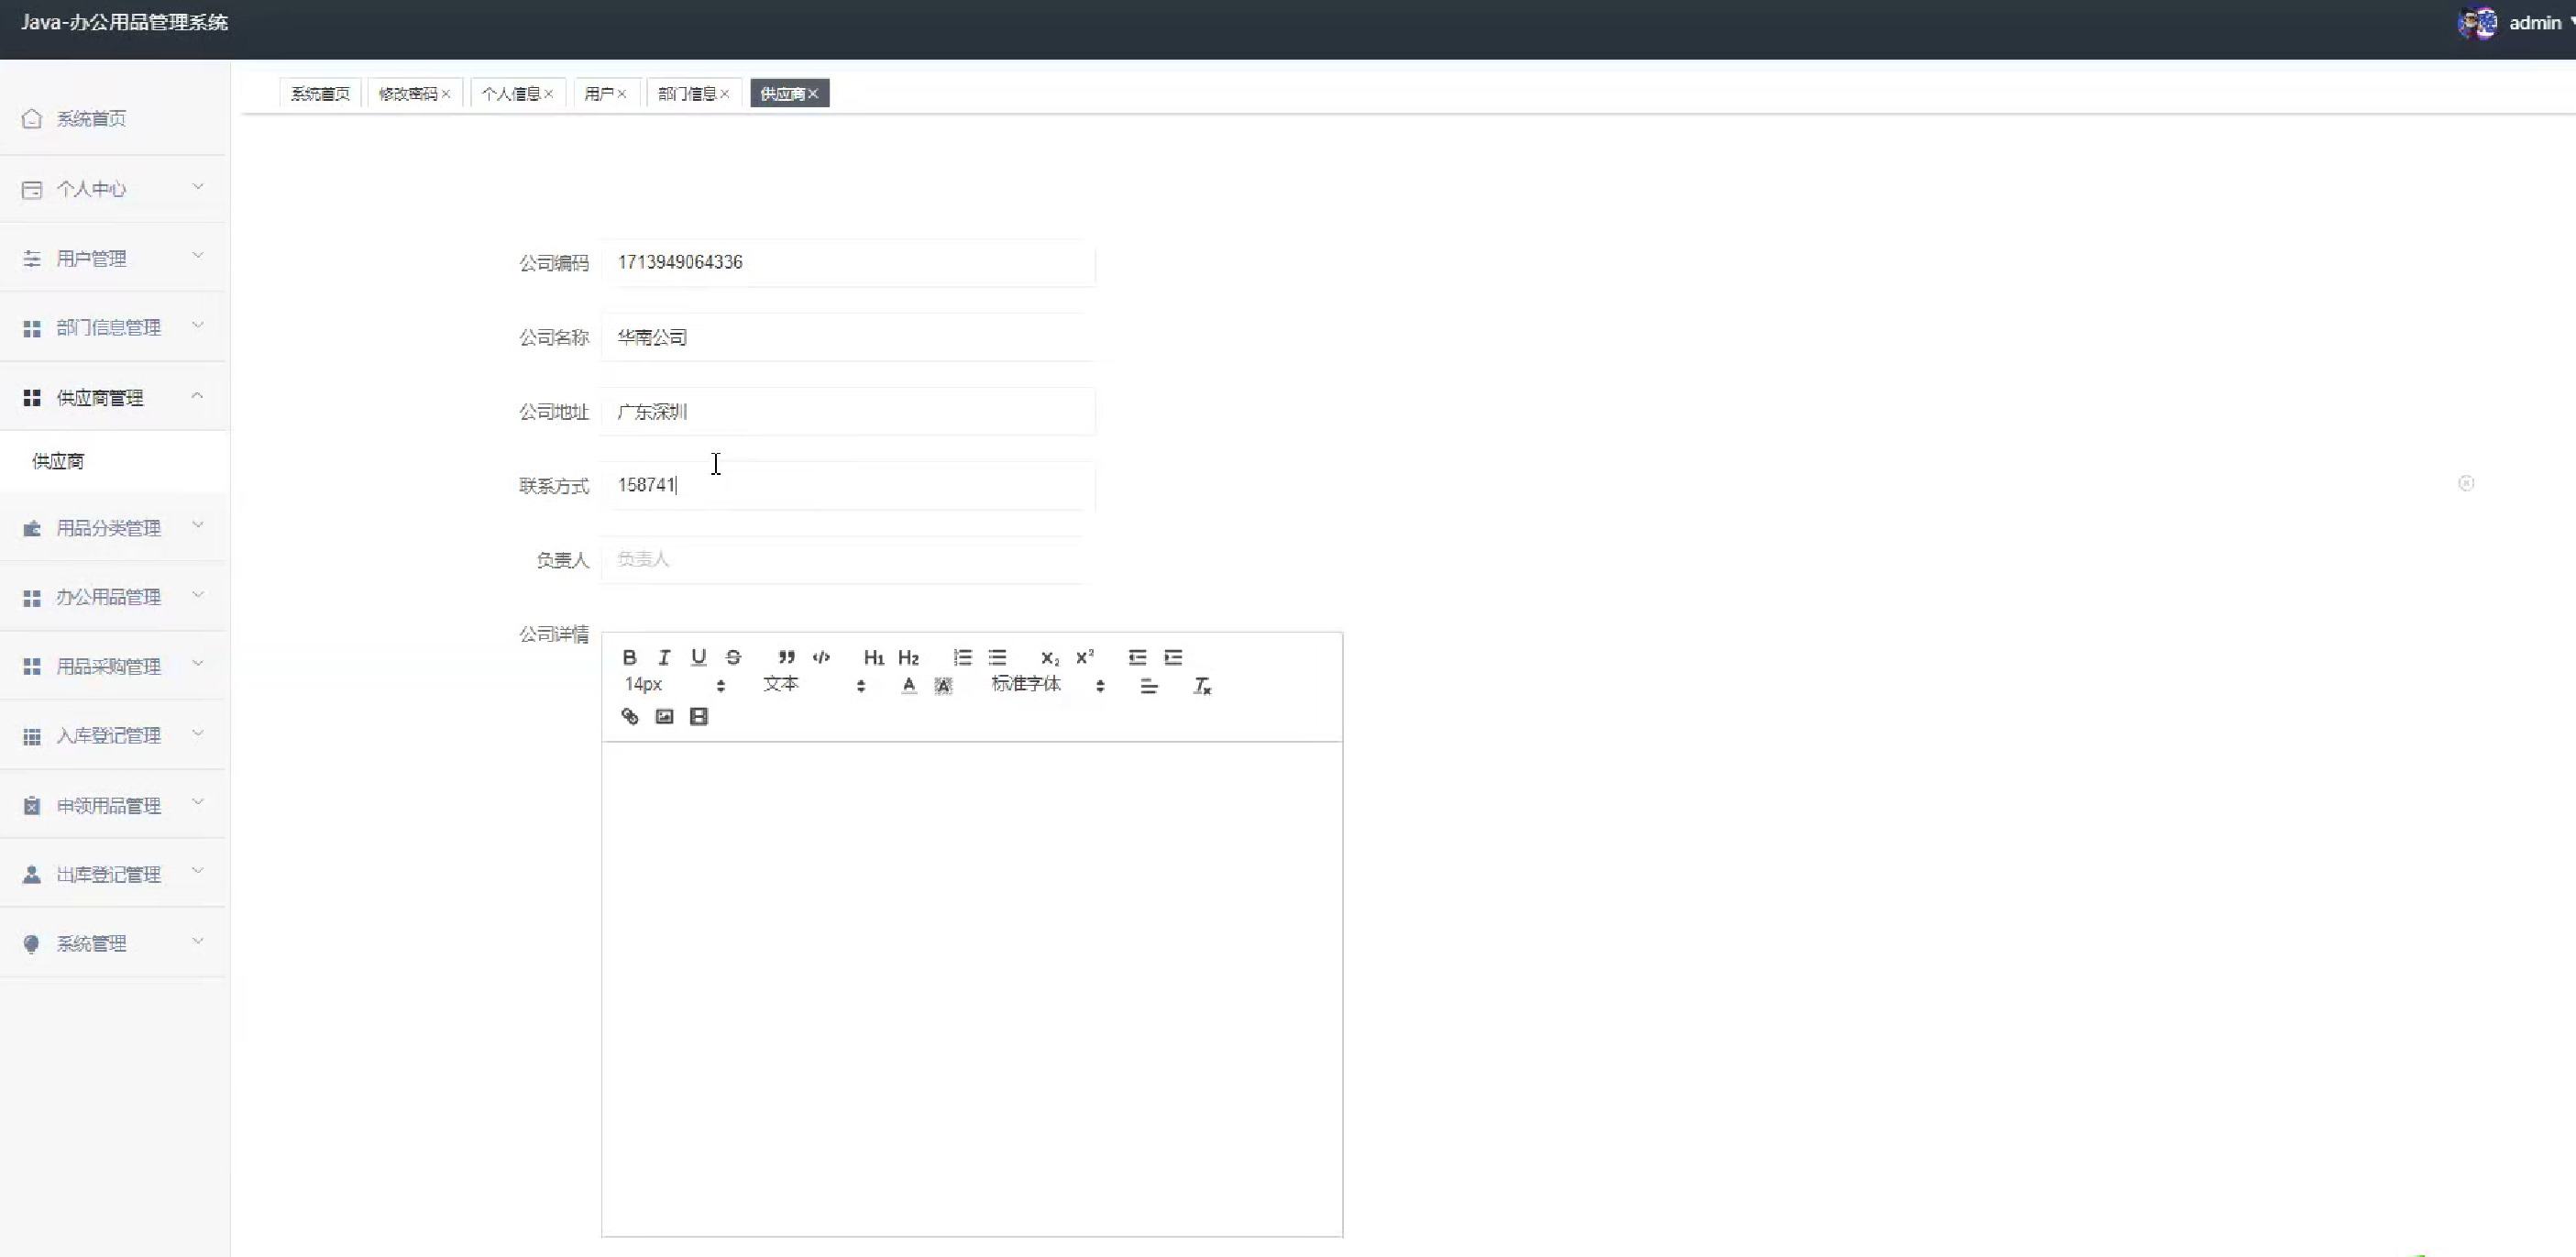 Java-办公用品管理系统
admin
系统首页 修改密码 个人信息 用户 部门信息 供应商
系统首页
个人中心
用户管理
部门信息管理
供应商管理
供应商
用品分类管理
办公用品管理
用品采购管理
入库登记管理
申领用品管理
出库登记管理
系统管理
公司编码 1713949064336
公司名称 华南公司
公司地址 广东深圳
联系方式 158741
负责人 负责人
公司详情
B I U S H1 H2 x₂ x²
14px 文本 A A 标准字体